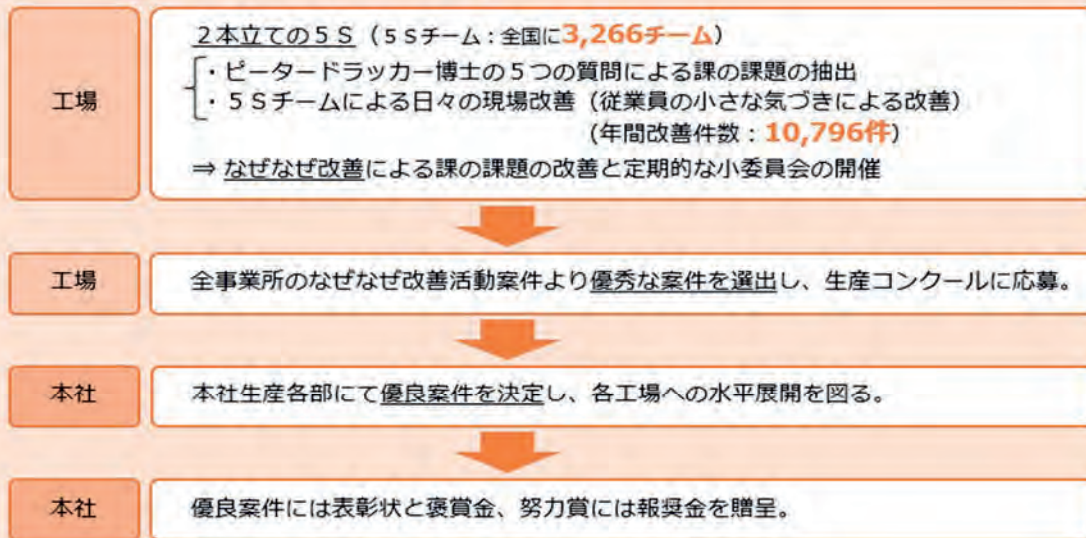 工場
２本立ての５Ｓ（５Ｓチーム：全国に3,266チーム）
・ピータードラッカー博士の５つの質問による課の課題の抽出
・５Ｓチームによる日々の現場改善（従業員の小さな気づきによる改善）
（年間改善件数：10,796件）
⇒ なぜなぜ改善による課の課題の改善と定期的な小委員会の開催
工場
全事業所のなぜなぜ改善活動案件より優秀な案件を選出し、生産コンクールに応募。
本社
本社生産各部にて優良案件を決定し、各工場への水平展開を図る。
本社
優良案件には表彰状と褒賞金、努力賞には報奨金を贈呈。